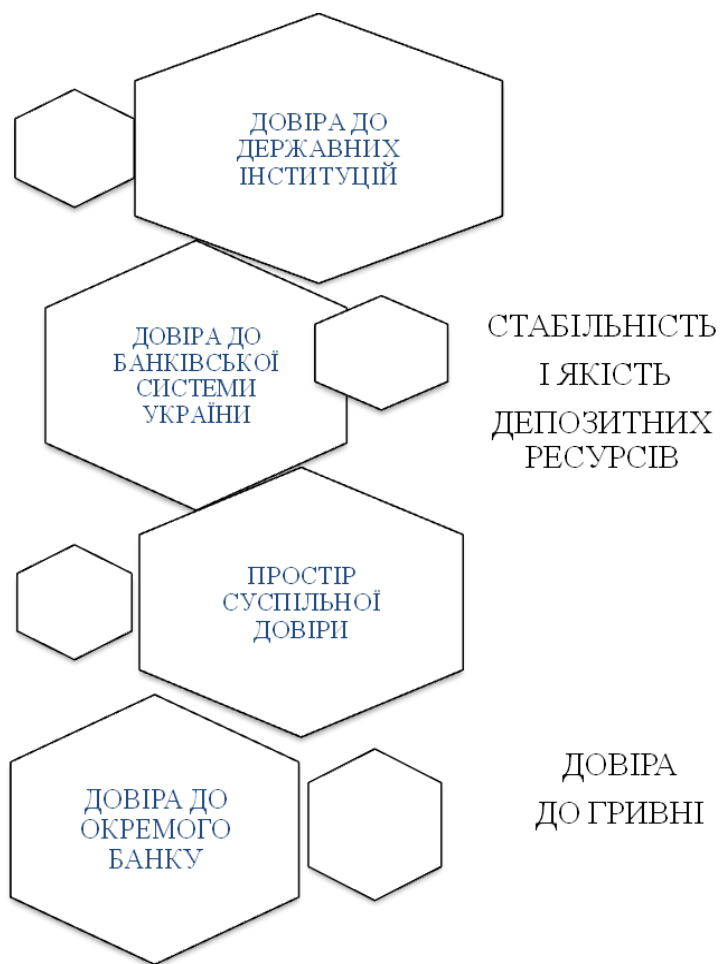 ДОВІРА ДО
ДЕРЖАВНИХ
ІНСТИТУЦІЙ
ДОВІРА ДО
БАНКІВСЬКОЇ
СИСТЕМИ
УКРАЇНИ
СТАБІЛЬНІСТЬ
І ЯКІСТЬ
ДЕПОЗИТНИХ
РЕСУРСІВ
ПРОСТІР
СУСПІЛЬНОЇ
ДОВІРИ
ДОВІРА ДО
ОКРЕМОГО
БАНКУ
ДОВІРА
ДО ГРИВНІ